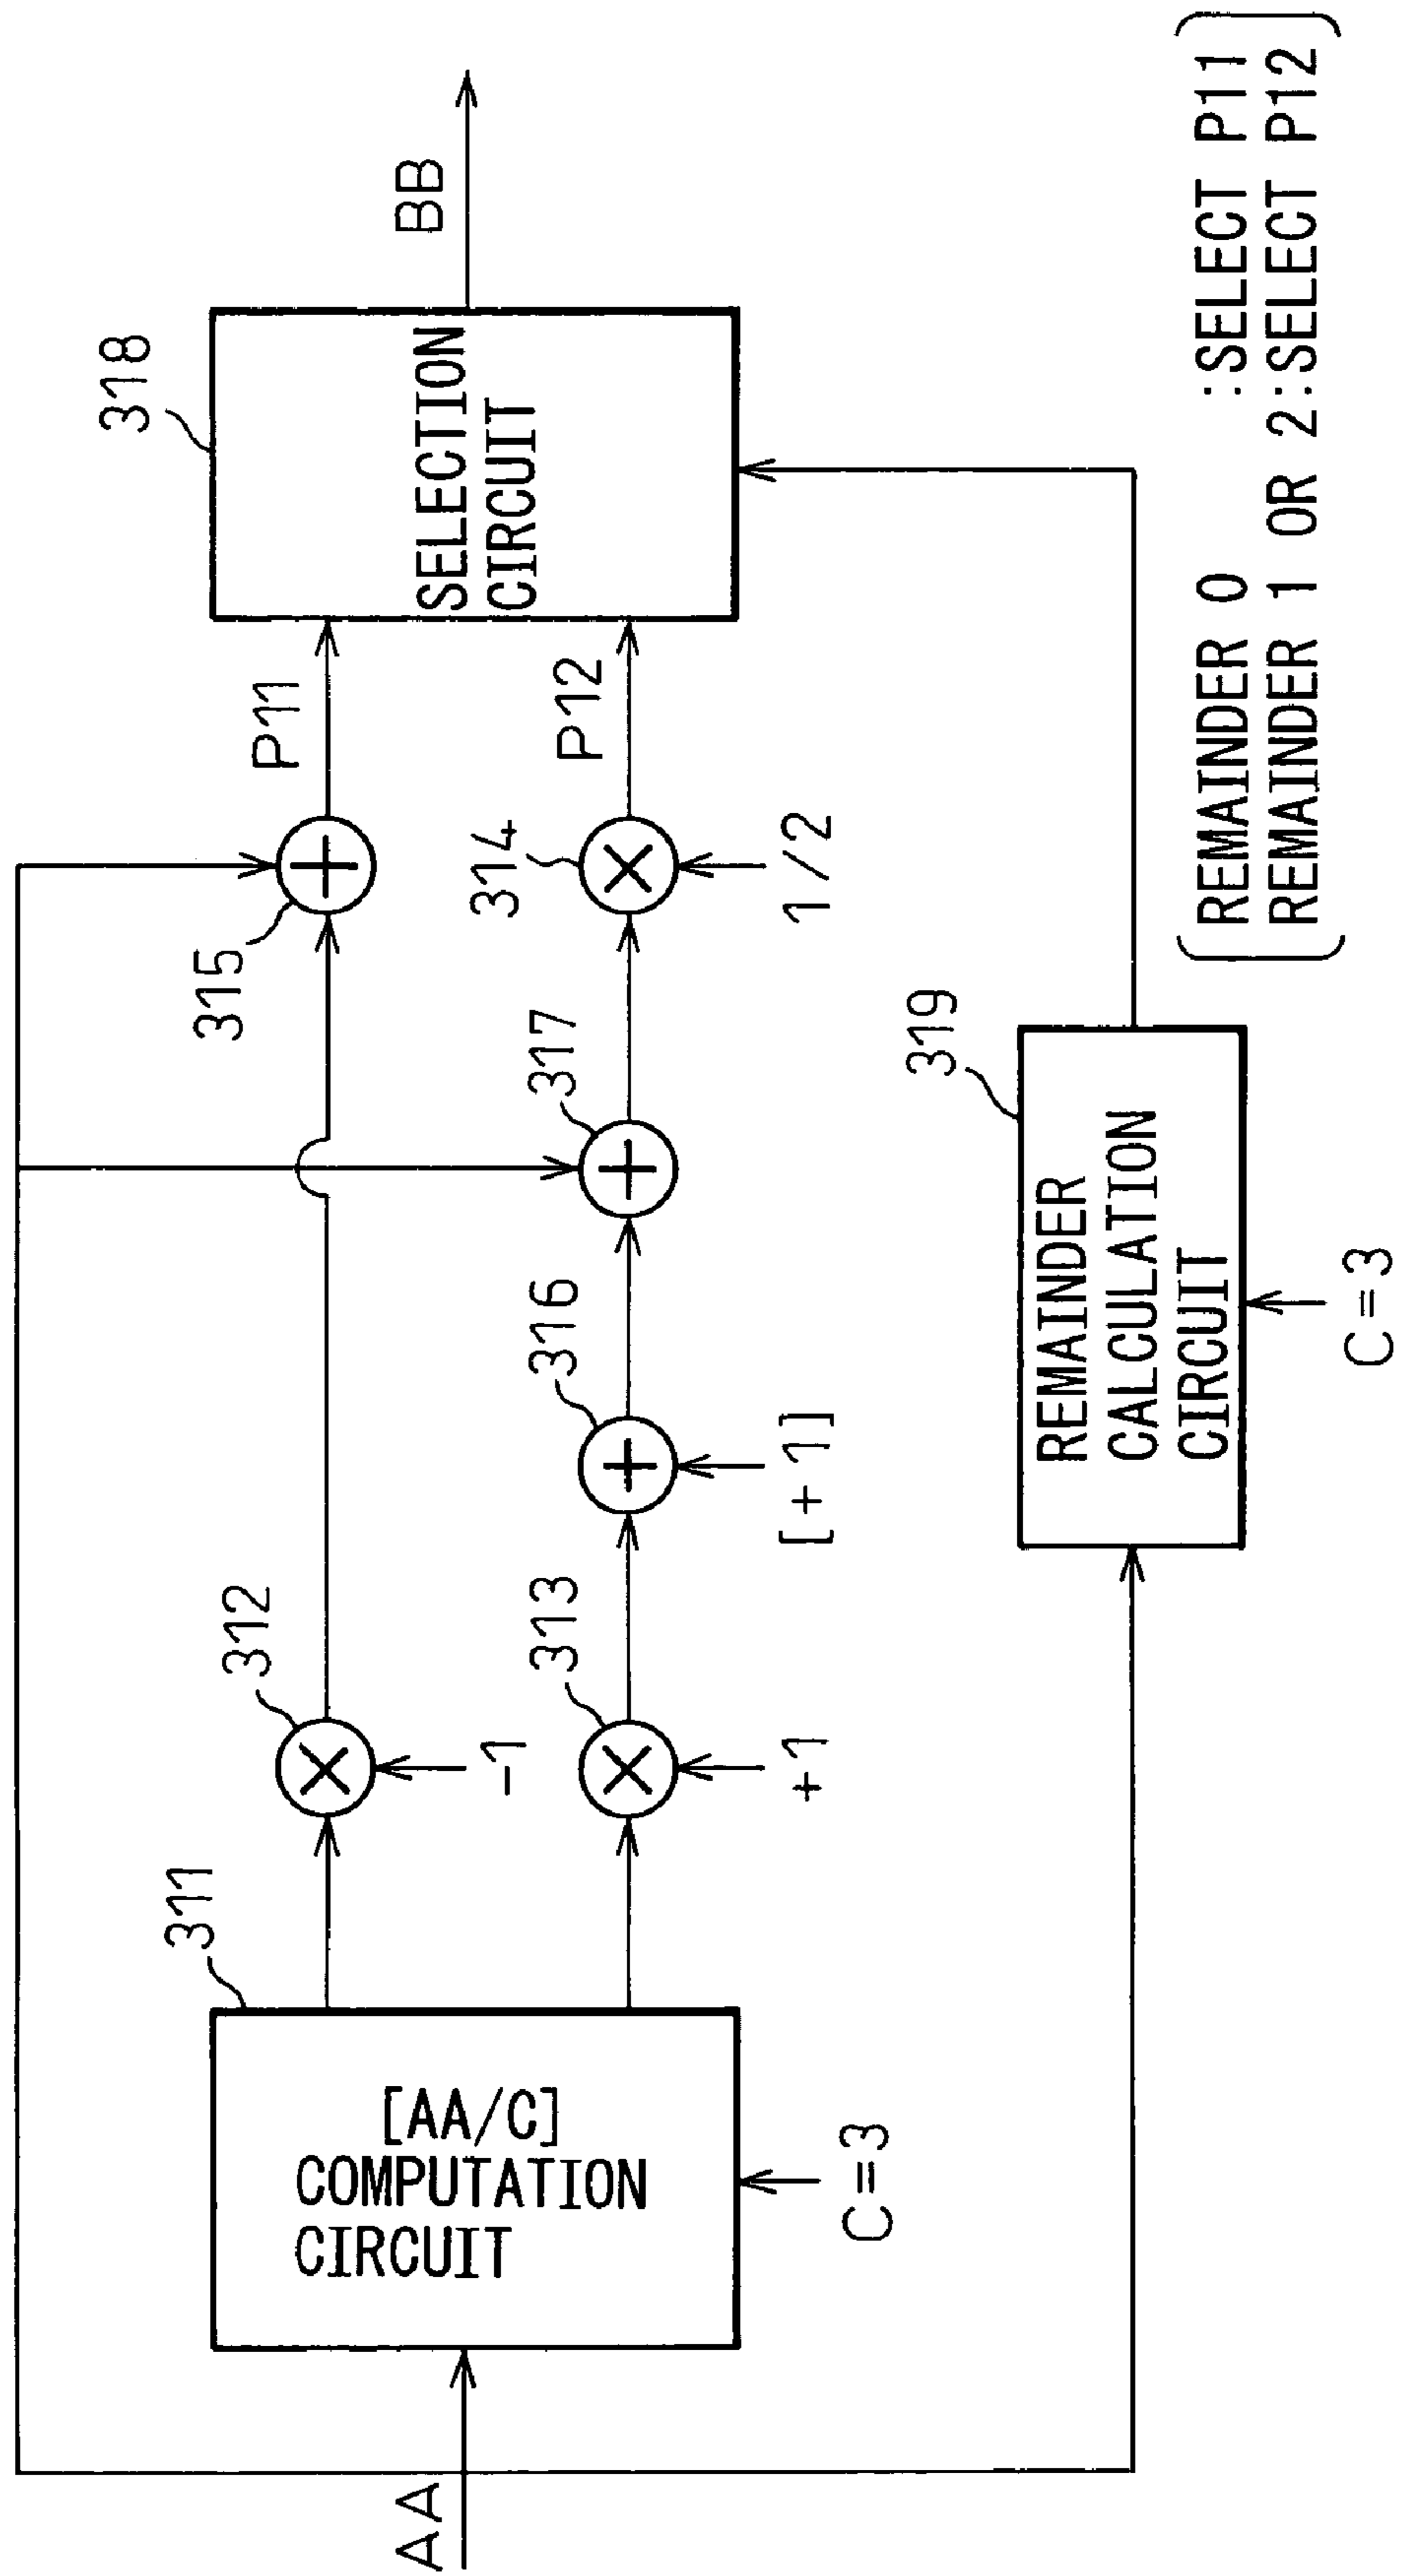 AA
311
[AA/C]
COMPUTATION
CIRCUIT
C=3
312
-1
313
+1
316
[+1]
317
315
314
1/2
P11
P12
318
SELECTION
CIRCUIT
BB
319
REMAINDER
CALCULATION
CIRCUIT
C=3
REMAINDER 0 :SELECT P11
REMAINDER 1 OR 2:SELECT P12